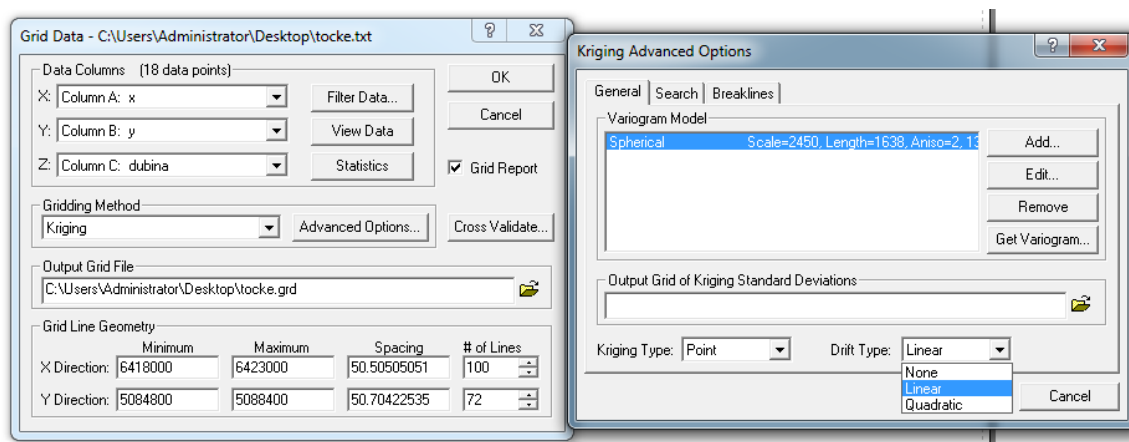 Grid Data - C:\Users\Administrator\Desktop\tocke.txt
Data Columns (18 data points)
X: Column A: x
Filter Data...
Y: Column B: y
View Data
Z: Column C: dubina
Statistics
OK
Cancel
Grid Report
Gridding Method
Kriging
Advanced Options...
Cross Validate...
Output Grid File
C:\Users\Administrator\Desktop\tocke.grd
Grid Line Geometry
Minimum Maximum Spacing # of Lines
X Direction: 6418000 6423000 50.50505051 100
Y Direction: 5084800 5088400 50.70422535 72
Kriging Advanced Options
General Search Breaklines
Variogram Model
Spherical Scale=2450, Length=1638, Aniso=2, 13
Add...
Edit...
Remove
Get Variogram...
Output Grid of Kriging Standard Deviations
Kriging Type: Point Drift Type: Linear
None
Linear
Quadratic
Cancel